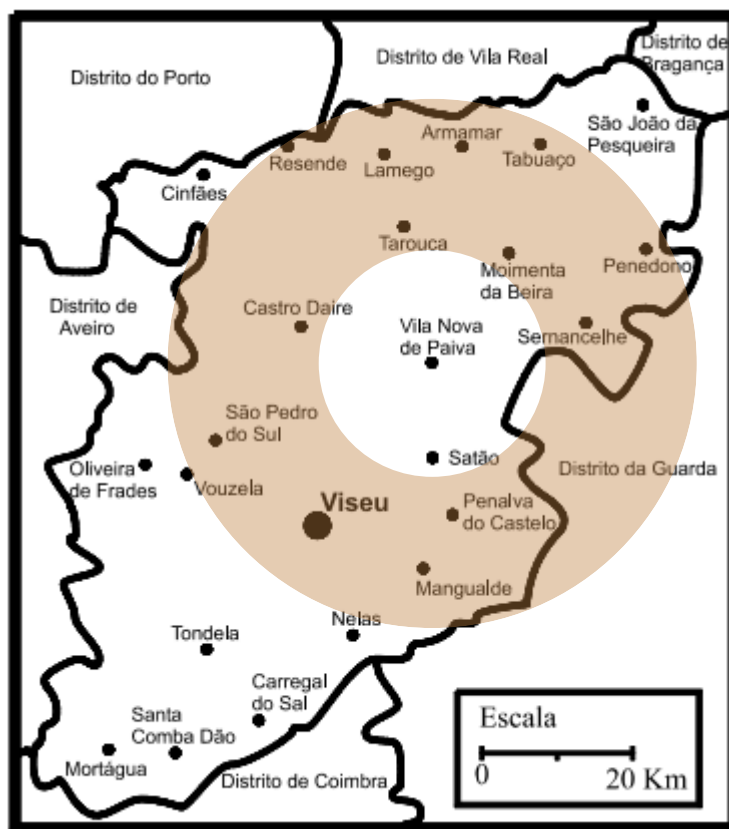 Distrito do Porto
Distrito de Vila Real
Distrito de
Bragança
São João da
Pesqueira
Armamar
Tabuaço
Resende
Lamego
Cinfães
Tarouca
Moimenta
da Beira
Penedono
Distrito de
Aveiro
Castro Daire
Vila Nova
de Paiva
Sernancelhe
São Pedro
do Sul
Oliveira
de Frades
Vouzela
Satão
Distrito da Guarda
Viseu
Penalva
do Castelo
Mangualde
Nelas
Tondela
Carregal
do Sal
Santa
Comba Dão
Mortágua
Distrito de Coimbra
Escala
0 20 Km